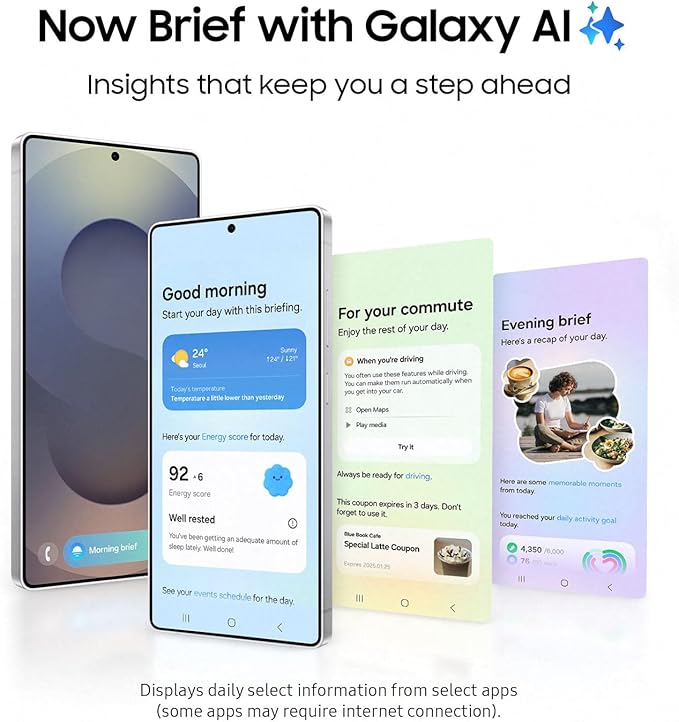 Now Brief with Galaxy AI
Insights that keep you a step ahead
Morning brief
Good morning
Start your day with this briefing.
24°
Seoul
Sunny
↑24° / ↓21°
Today's temperature
Temperature a little lower than yesterday
Here's your Energy score for today.
92 ▴6
Energy score
Well rested
You've been getting an adequate amount of
sleep lately. Well done!
See your events schedule for the day.
For your commute
Enjoy the rest of your day.
When you're driving
You often use these features while driving.
You can make them run automatically when
you get into your car.
Open Maps
Play media
Try it
Always be ready for driving.
This coupon expires in 3 days. Don't
forget to use it.
Blue Book Cafe
Special Latte Coupon
Expires 2025.01.25
Evening brief
Here's a recap of your day.
Here are some memorable moments
from today.
You reached your daily activity goal
today.
4,350 /6,000
76
Displays daily select information from select apps
(some apps may require internet connection).